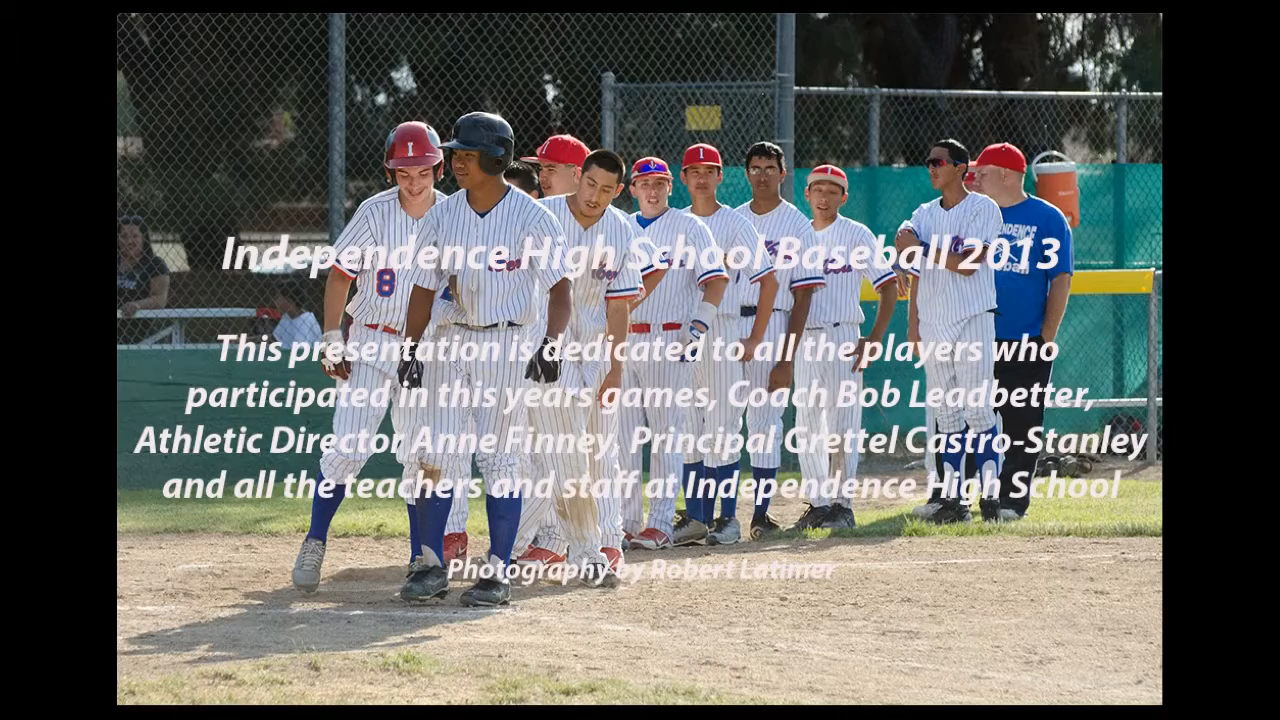 Independence High School Baseball 2013
This presentation is dedicated to all the players who
participated in this years games, Coach Bob Leadbetter,
Athletic Director Anne Finney, Principal Grettel Castro-Stanley
and all the teachers and staff at Independence High School
Photography by Robert Latimer
I
I
I
8